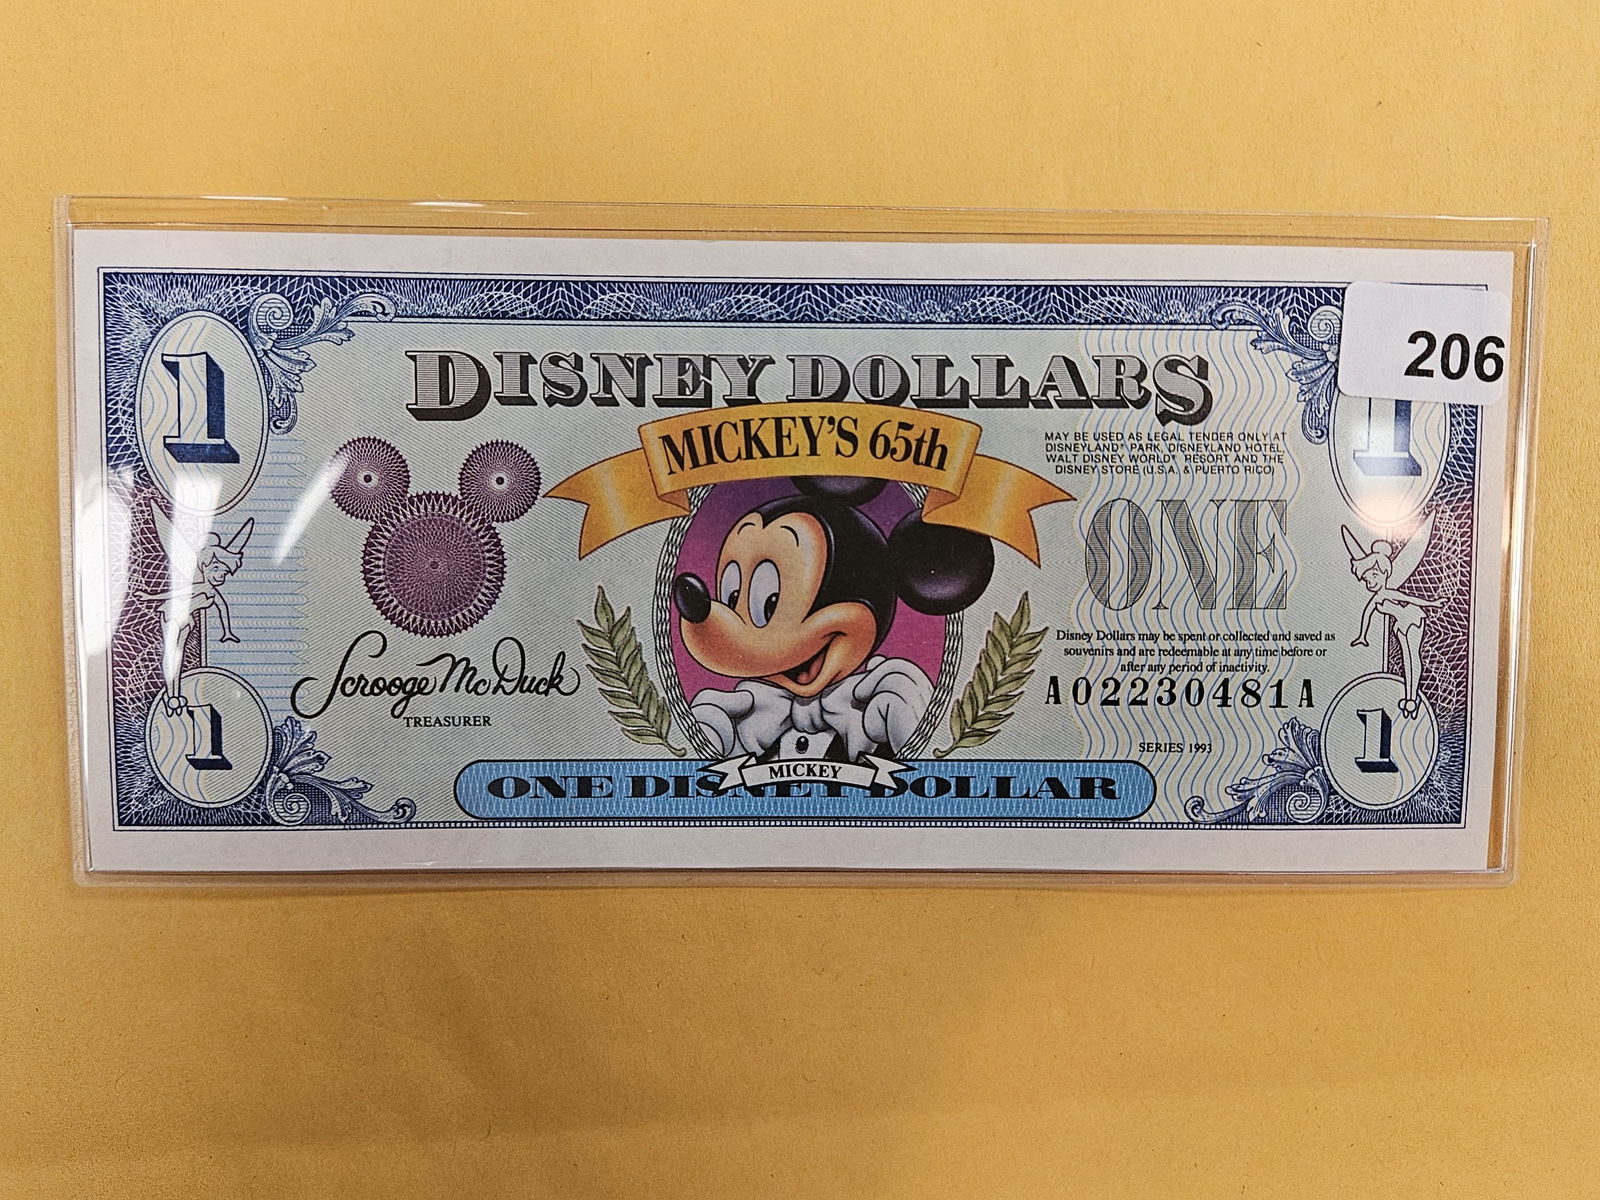 206
1
1
DISNEY DOLLARS
MICKEY'S 65th
MAY BE USED AS LEGAL TENDER ONLY AT
DISNEYLAND® PARK, DISNEYLAND HOTEL,
WALT DISNEY WORLD® RESORT AND THE
DISNEY STORE (U.S.A. & PUERTO RICO)
ONE
Scrooge McDuck
TREASURER
Disney Dollars may be spent or collected and saved as
souvenirs and are redeemable at any time before or
after any period of inactivity.
A02230481A
SERIES 1993
1
1
MICKEY
ONE DISNEY DOLLAR